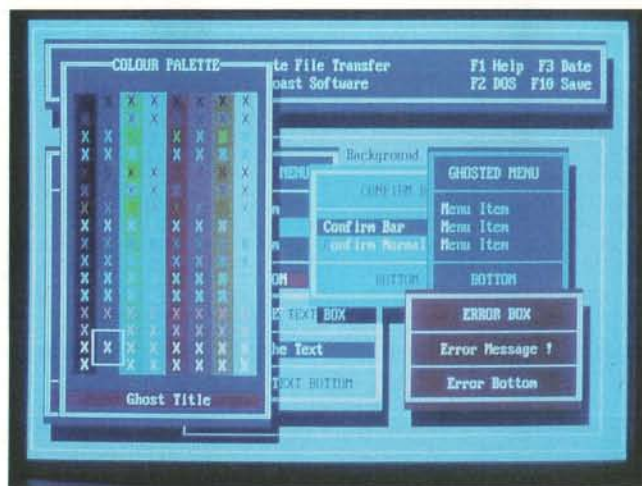 COLOUR PALETTE
te File Transfer
F1 Help F3 Date
oast Software
F2 DOS F10 Save
Background
MENU
CONFIRM B
GHOSTED MENU
Menu Item
Confirm Bar
Menu Item
onfirm Normal
Menu Item
OM
BOTTOM
BOTTOM
TEXT BOX
ERROR BOX
he Text
Error Message !
TEXT BOTTOM
Error Bottom
Ghost Title